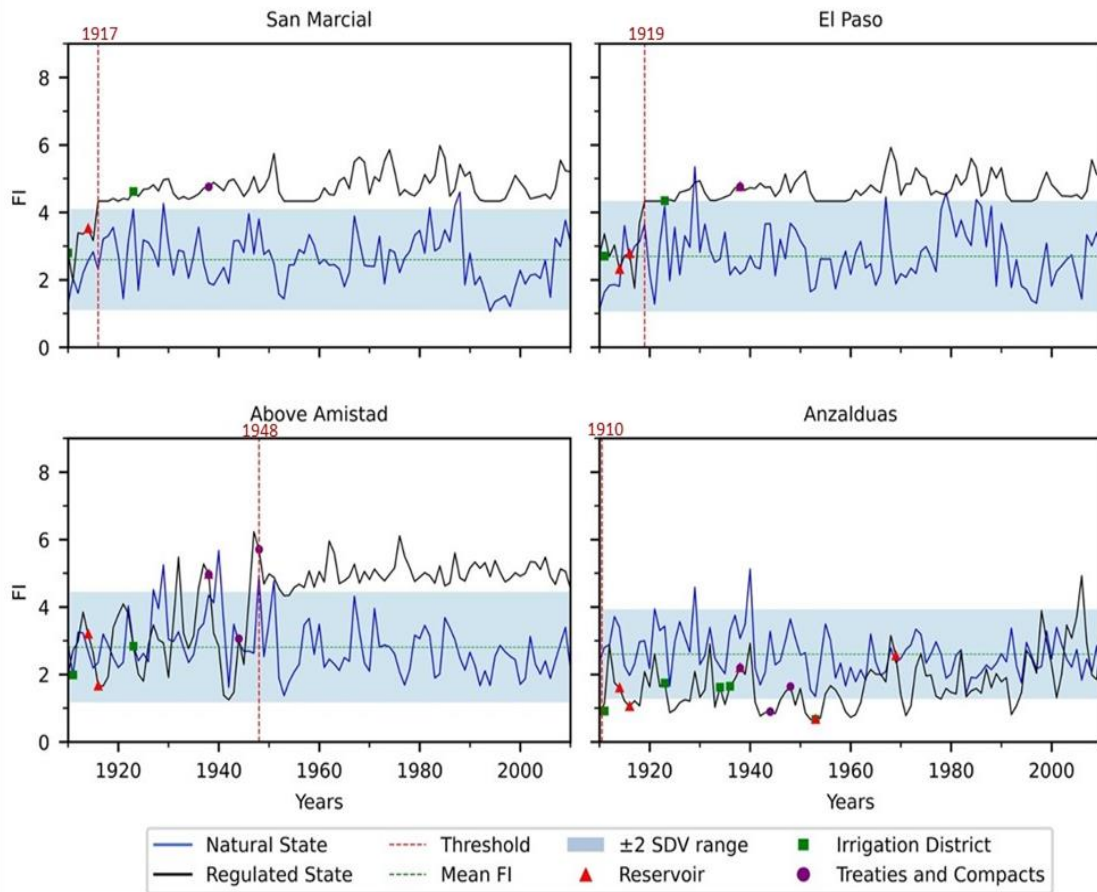 San Marcial
El Paso
1917
1919
8
6
4
2
0
FI
Above Amistad
Anzalduas
1948
1910
8
6
4
2
0
FI
1920 1940 1960 1980 2000
1920 1940 1960 1980 2000
Years
Years
Natural State
Threshold
±2 SDV range
Irrigation District
Regulated State
Mean FI
Reservoir
Treaties and Compacts